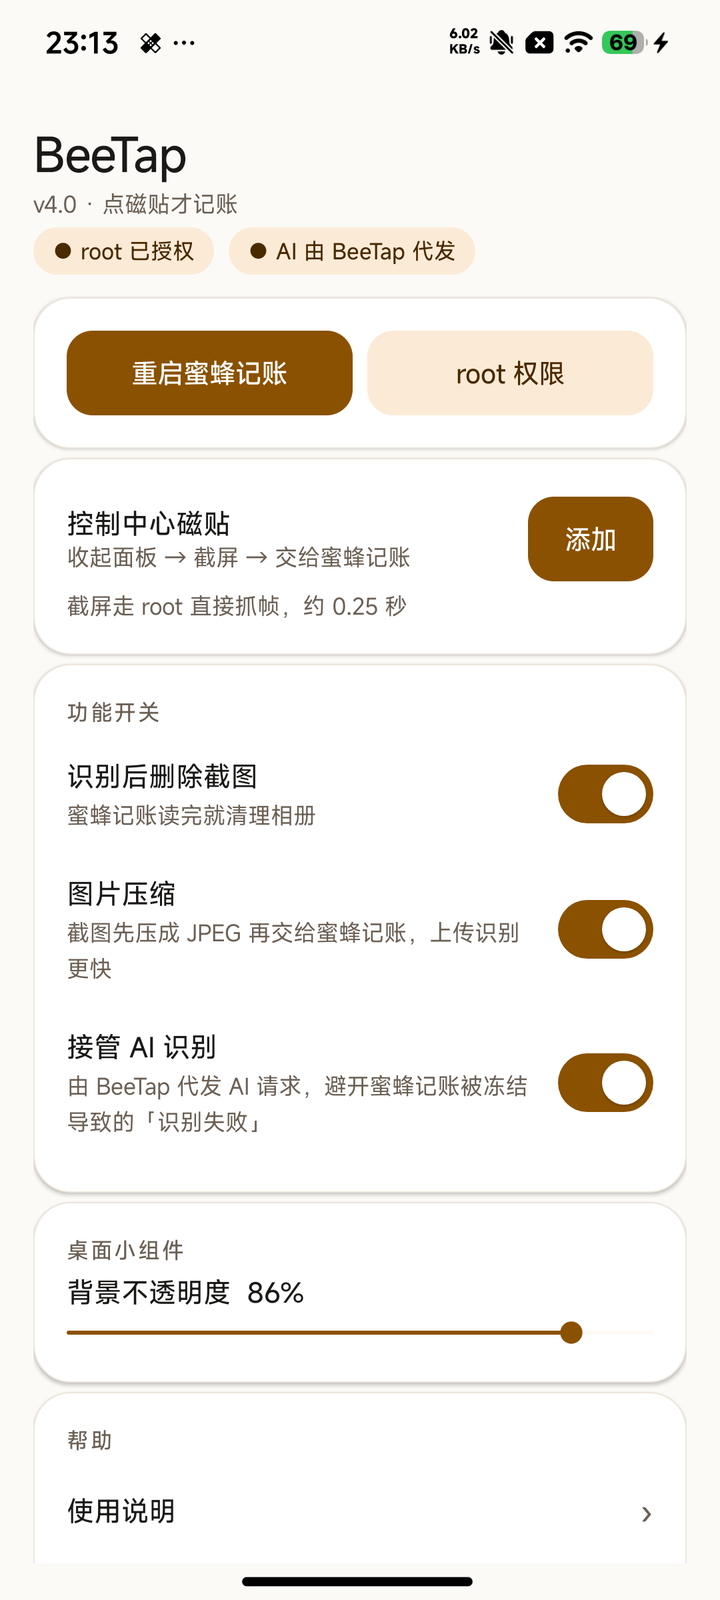 23:13
6.02
KB/s
69
BeeTap
v4.0 · 点磁贴才记账
root 已授权
AI 由 BeeTap 代发
重启蜜蜂记账
root 权限
控制中心磁贴
收起面板 → 截屏 → 交给蜜蜂记账
添加
截屏走 root 直接抓帧，约 0.25 秒
功能开关
识别后删除截图
蜜蜂记账读完就清理相册
图片压缩
截图先压成 JPEG 再交给蜜蜂记账，上传识别
更快
接管 AI 识别
由 BeeTap 代发 AI 请求，避开蜜蜂记账被冻结
导致的「识别失败」
桌面小组件
背景不透明度 86%
帮助
使用说明